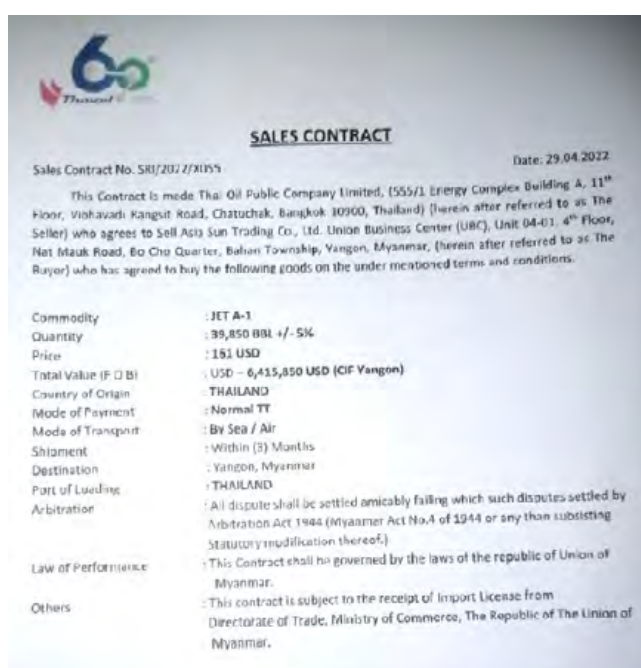 60
Thaioil
SALES CONTRACT
Sales Contract No. SRI/2022/X055
Date: 29.04.2022
This Contract is made Thai Oil Public Company Limited, (555/1 Energy Complex Building A, 11th
Floor, Vibhavadi Rangsit Road, Chatuchak, Bangkok 10900, Thailand) (herein after referred to as The
Seller) who agrees to Sell Asia Sun Trading Co., Ltd. Union Business Center (UBC), Unit 04-01, 4th Floor,
Nat Mauk Road, Bo Cho Quarter, Bahan Township, Yangon, Myanmar, (herein after referred to as The
Buyer) who has agreed to buy the following goods on the under mentioned terms and conditions.
Commodity : JET A-1
Quantity : 39,850 BBL +/- 5%
Price : 161 USD
Total Value (F O B) : USD – 6,415,850 USD (CIF Yangon)
Country of Origin : THAILAND
Mode of Payment : Normal TT
Mode of Transport : By Sea / Air
Shipment : Within (3) Months
Destination : Yangon, Myanmar
Port of Loading : THAILAND
Arbitration : All dispute shall be settled amicably failing which such disputes settled by
Arbitration Act 1944 (Myanmar Act No.4 of 1944 or any than subsisting
Statutory modification thereof.)
Law of Performance : This Contract shall be governed by the laws of the republic of Union of
Myanmar.
Others : This contract is subject to the receipt of Import License from
Directorate of Trade, Ministry of Commerce, The Republic of The Union of
Myanmar.